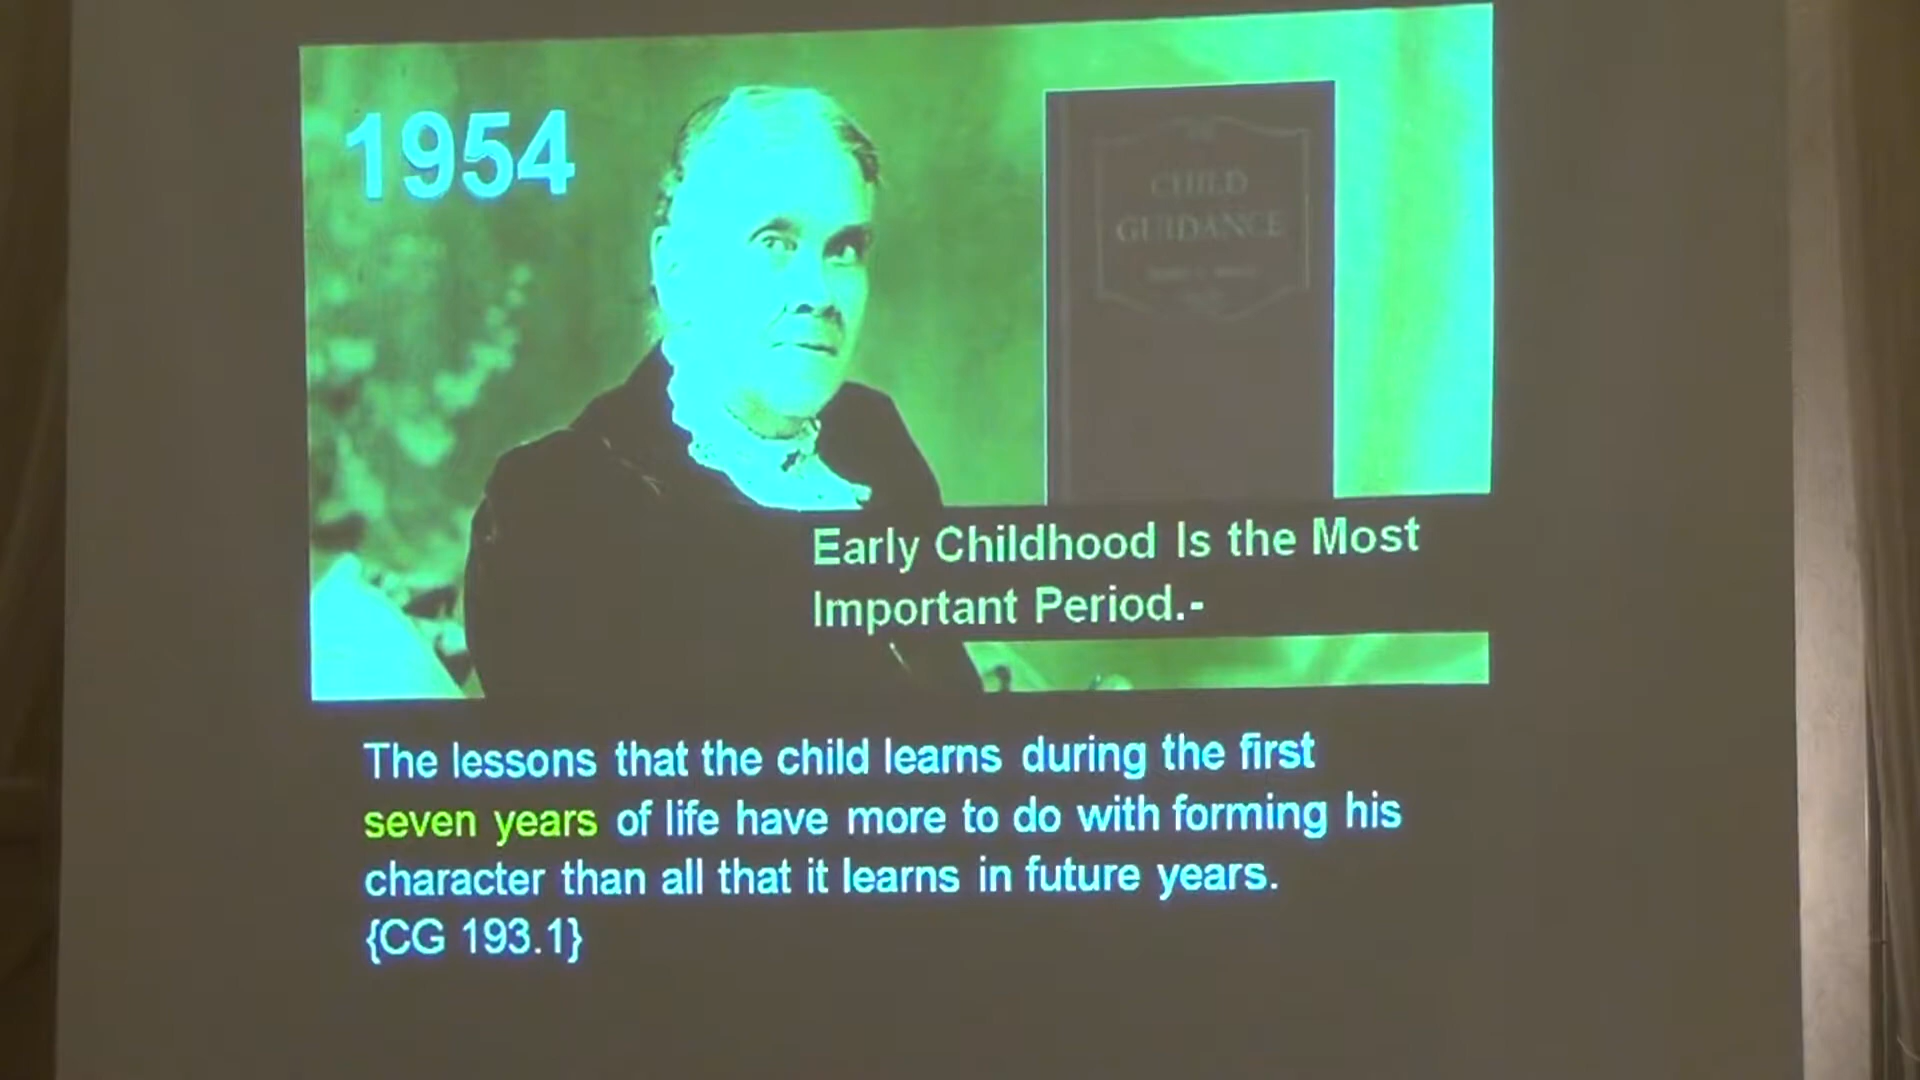 1954
CHILD
GUIDANCE
Early Childhood Is the Most
Important Period.-
The lessons that the child learns during the first
seven years of life have more to do with forming his
character than all that it learns in future years.
{CG 193.1}